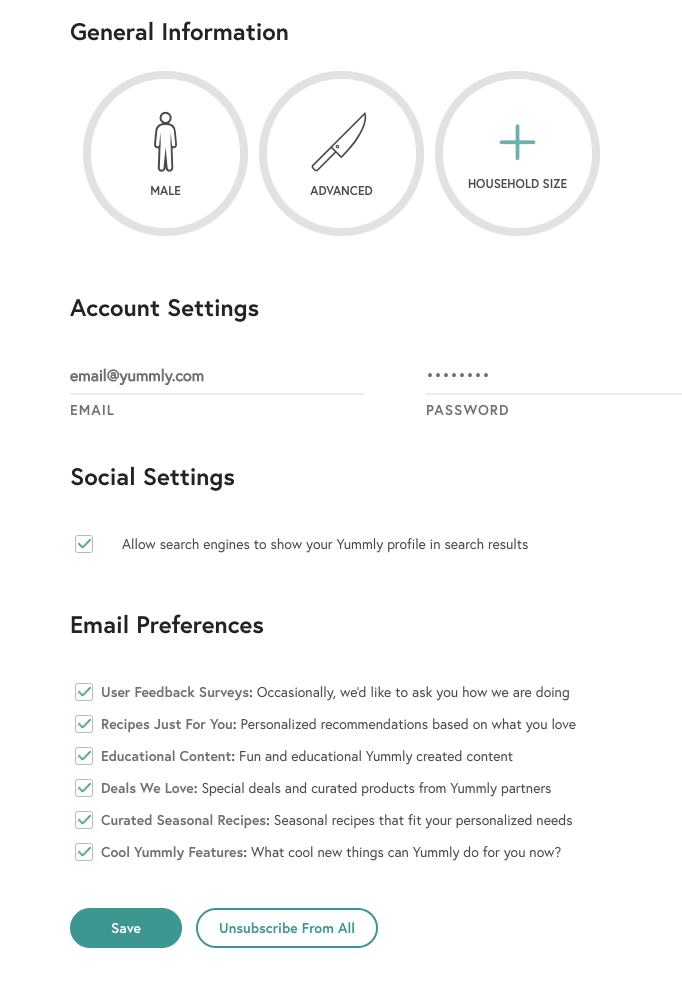 General Information
MALE
ADVANCED
HOUSEHOLD SIZE
Account Settings
email@yummly.com
••••••••
EMAIL
PASSWORD
Social Settings
Allow search engines to show your Yummly profile in search results
Email Preferences
User Feedback Surveys: Occasionally, we'd like to ask you how we are doing
Recipes Just For You: Personalized recommendations based on what you love
Educational Content: Fun and educational Yummly created content
Deals We Love: Special deals and curated products from Yummly partners
Curated Seasonal Recipes: Seasonal recipes that fit your personalized needs
Cool Yummly Features: What cool new things can Yummly do for you now?
Save
Unsubscribe From All